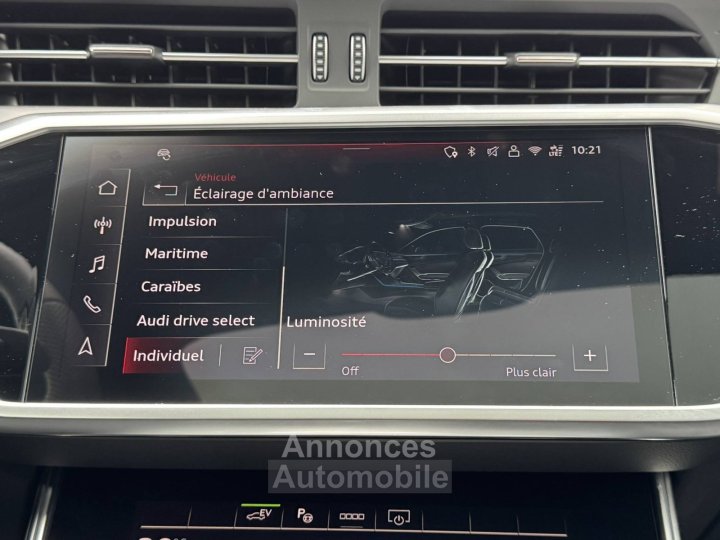 LTE
10:21
Véhicule
Éclairage d'ambiance
Impulsion
Maritime
Caraïbes
Audi drive select
Individuel
Luminosité
− +
Off Plus clair
Annonces
Automobile
EV
P